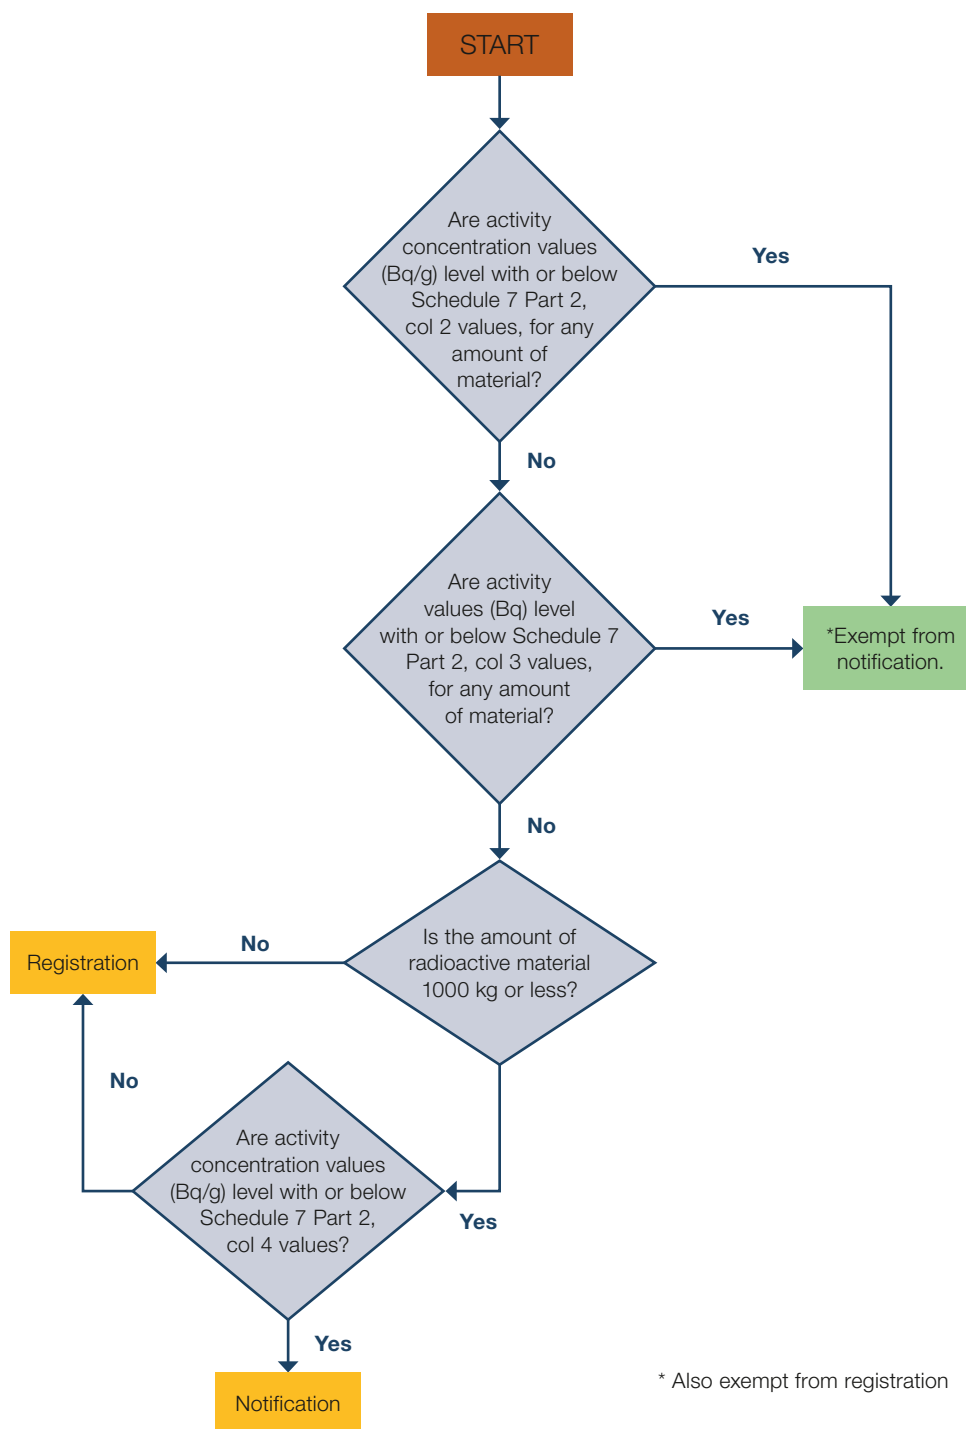 START
Are activity
concentration values
(Bq/g) level with or below
Schedule 7 Part 2,
col 2 values, for any
amount of
material?
Yes
No
Are activity
values (Bq) level
with or below Schedule 7
Part 2, col 3 values,
for any amount
of material?
Yes
*Exempt from
notification.
No
Is the amount of
radioactive material
1000 kg or less?
No
Registration
No
Are activity
concentration values
(Bq/g) level with or below
Schedule 7 Part 2,
col 4 values?
Yes
Yes
Notification
* Also exempt from registration